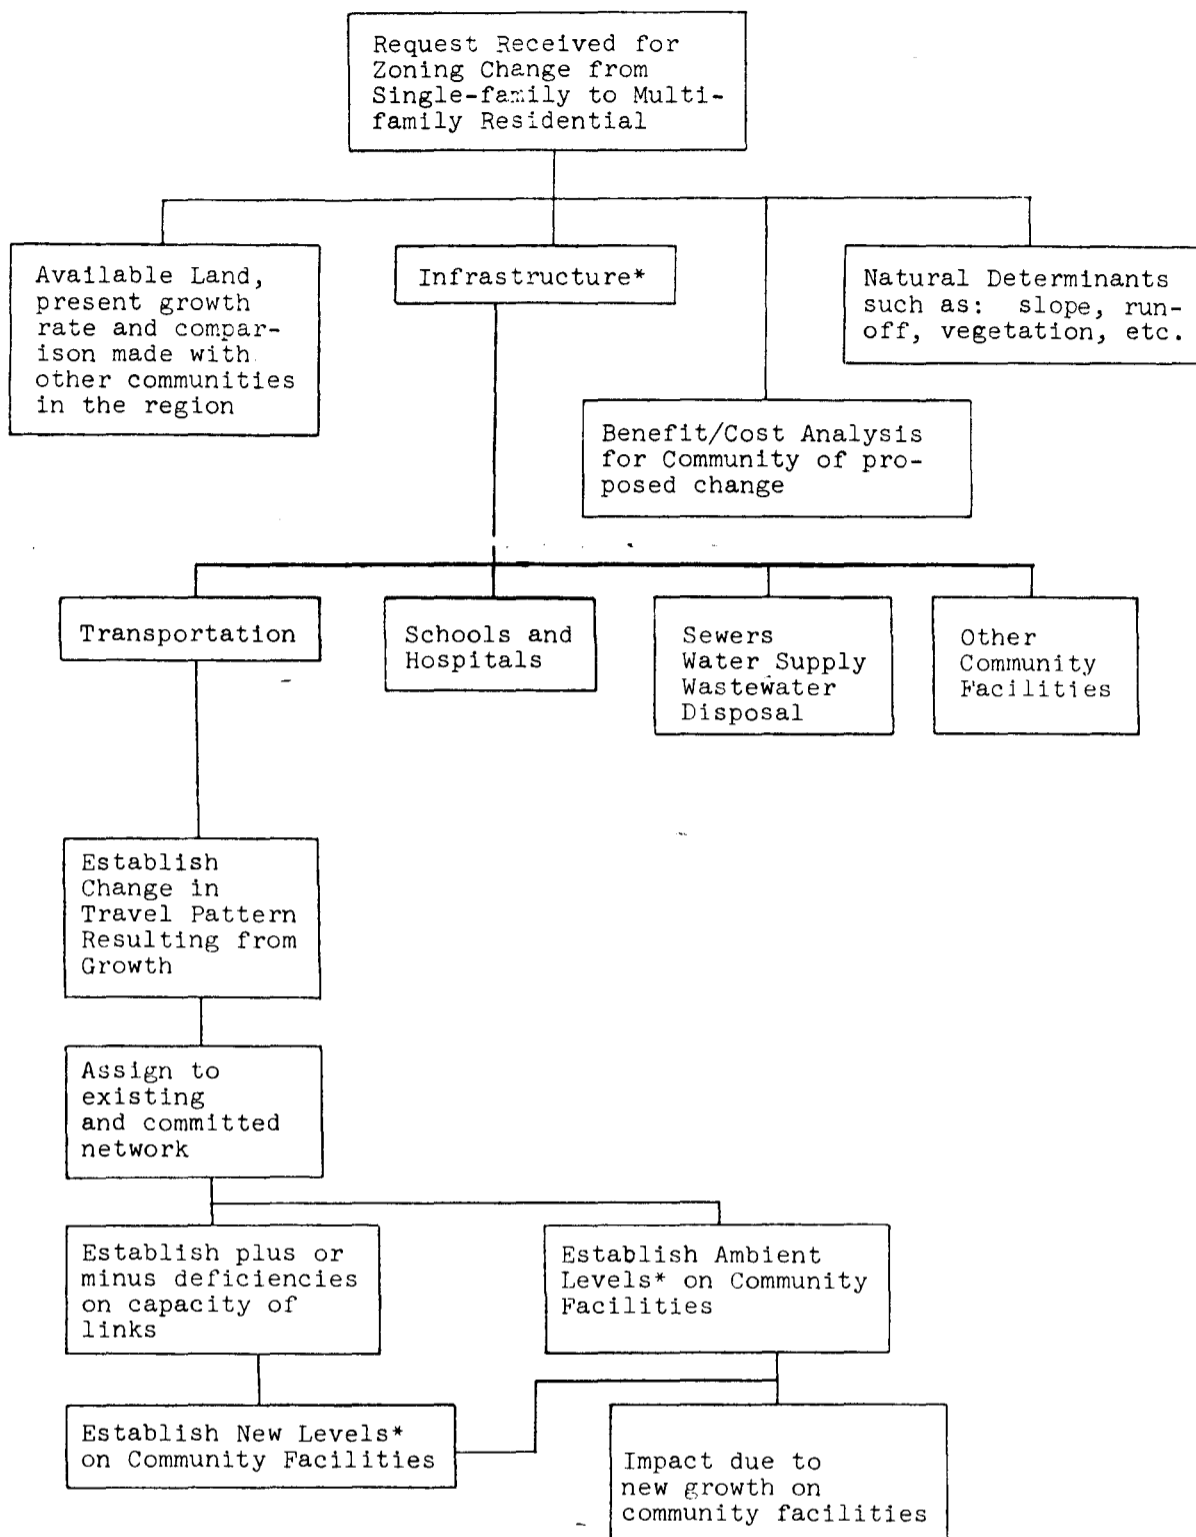 Request Received for
Zoning Change from
Single-family to Multi-
family Residential
Available Land,
present growth
rate and compar-
ison made with
other communities
in the region
Infrastructure*
Natural Determinants
such as: slope, run-
off, vegetation, etc.
Benefit/Cost Analysis
for Community of pro-
posed change
Transportation
Schools and
Hospitals
Sewers
Water Supply
Wastewater
Disposal
Other
Community
Facilities
Establish
Change in
Travel Pattern
Resulting from
Growth
Assign to
existing
and committed
network
Establish plus or
minus deficiencies
on capacity of
links
Establish Ambient
Levels* on Community
Facilities
Establish New Levels*
on Community Facilities
Impact due to
new growth on
community facilities